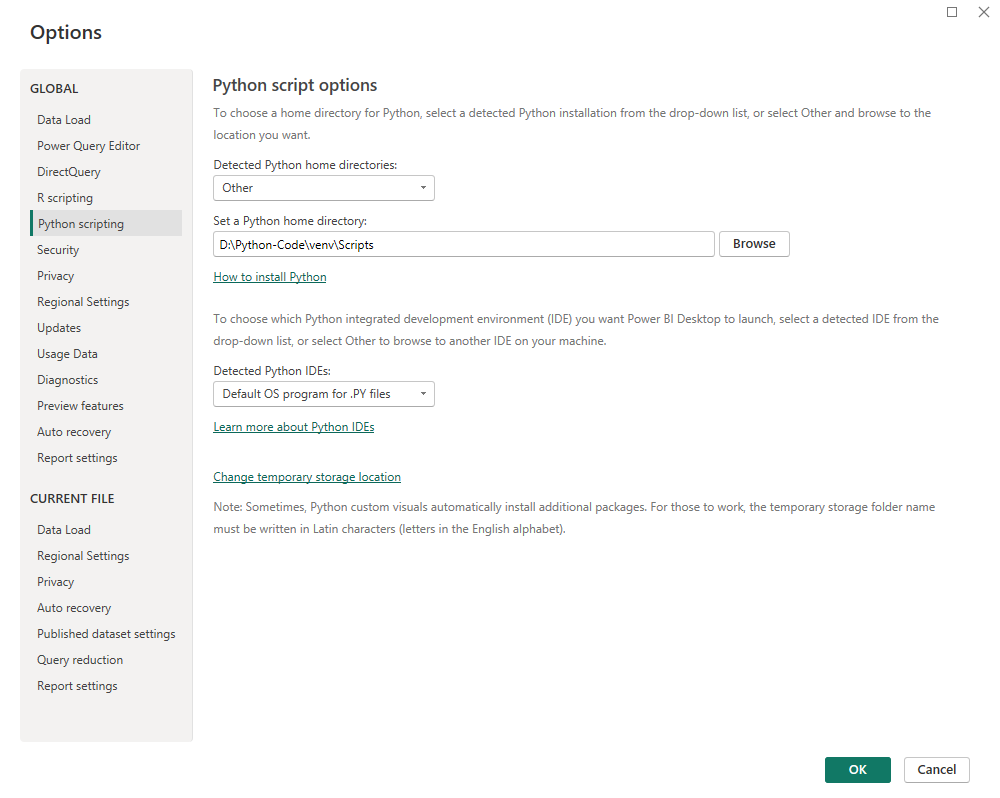 Options
GLOBAL
Data Load
Power Query Editor
DirectQuery
R scripting
Python scripting
Security
Privacy
Regional Settings
Updates
Usage Data
Diagnostics
Preview features
Auto recovery
Report settings
CURRENT FILE
Data Load
Regional Settings
Privacy
Auto recovery
Published dataset settings
Query reduction
Report settings
Python script options
To choose a home directory for Python, select a detected Python installation from the drop-down list, or select Other and browse to the
location you want.
Detected Python home directories:
Other
Set a Python home directory:
D:\Python-Code\venv\Scripts
Browse
How to install Python
To choose which Python integrated development environment (IDE) you want Power BI Desktop to launch, select a detected IDE from the
drop-down list, or select Other to browse to another IDE on your machine.
Detected Python IDEs:
Default OS program for .PY files
Learn more about Python IDEs
Change temporary storage location
Note: Sometimes, Python custom visuals automatically install additional packages. For those to work, the temporary storage folder name
must be written in Latin characters (letters in the English alphabet).
OK
Cancel